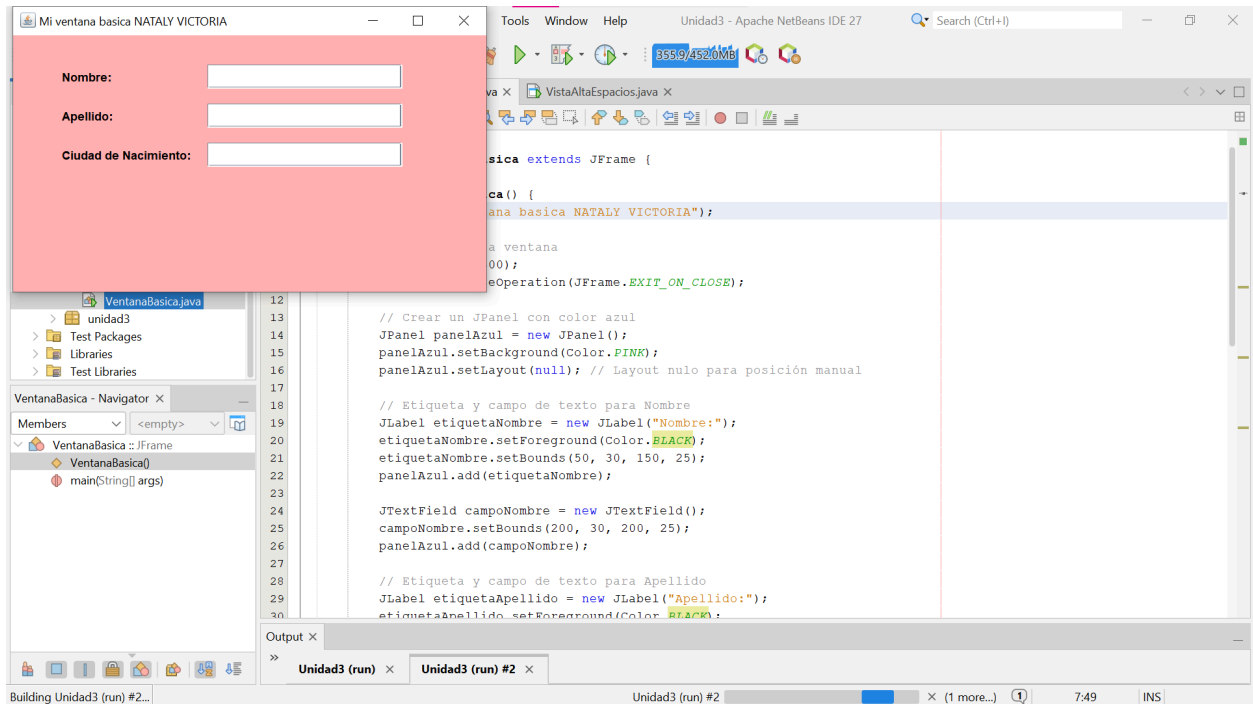 Mi ventana basica NATALY VICTORIA
Tools Window Help
Unidad3 - Apache NetBeans IDE 27
Search (Ctrl+I)
355.9/452.0MB
Nombre:
Apellido:
Ciudad de Nacimiento:
va
VistaAltaEspacios.java
sica extends JFrame {
ca() {
ana basica NATALY VICTORIA");
a ventana
00);
eOperation(JFrame.EXIT_ON_CLOSE);
VentanaBasica.java
unidad3
Test Packages
Libraries
Test Libraries
VentanaBasica - Navigator
Members
<empty>
VentanaBasica :: JFrame
VentanaBasica()
main(String[] args)
12
13 // Crear un JPanel con color azul
14 JPanel panelAzul = new JPanel();
15 panelAzul.setBackground(Color.PINK);
16 panelAzul.setLayout(null); // Layout nulo para posición manual
17
18 // Etiqueta y campo de texto para Nombre
19 JLabel etiquetaNombre = new JLabel("Nombre:");
20 etiquetaNombre.setForeground(Color.BLACK);
21 etiquetaNombre.setBounds(50, 30, 150, 25);
22 panelAzul.add(etiquetaNombre);
23
24 JTextField campoNombre = new JTextField();
25 campoNombre.setBounds(200, 30, 200, 25);
26 panelAzul.add(campoNombre);
27
28 // Etiqueta y campo de texto para Apellido
29 JLabel etiquetaApellido = new JLabel("Apellido:");
30 etiquetaApellido.setForeground(Color.BLACK);
Output
Unidad3 (run)
Unidad3 (run) #2
Building Unidad3 (run) #2...
Unidad3 (run) #2
(1 more...)
1
7:49
INS